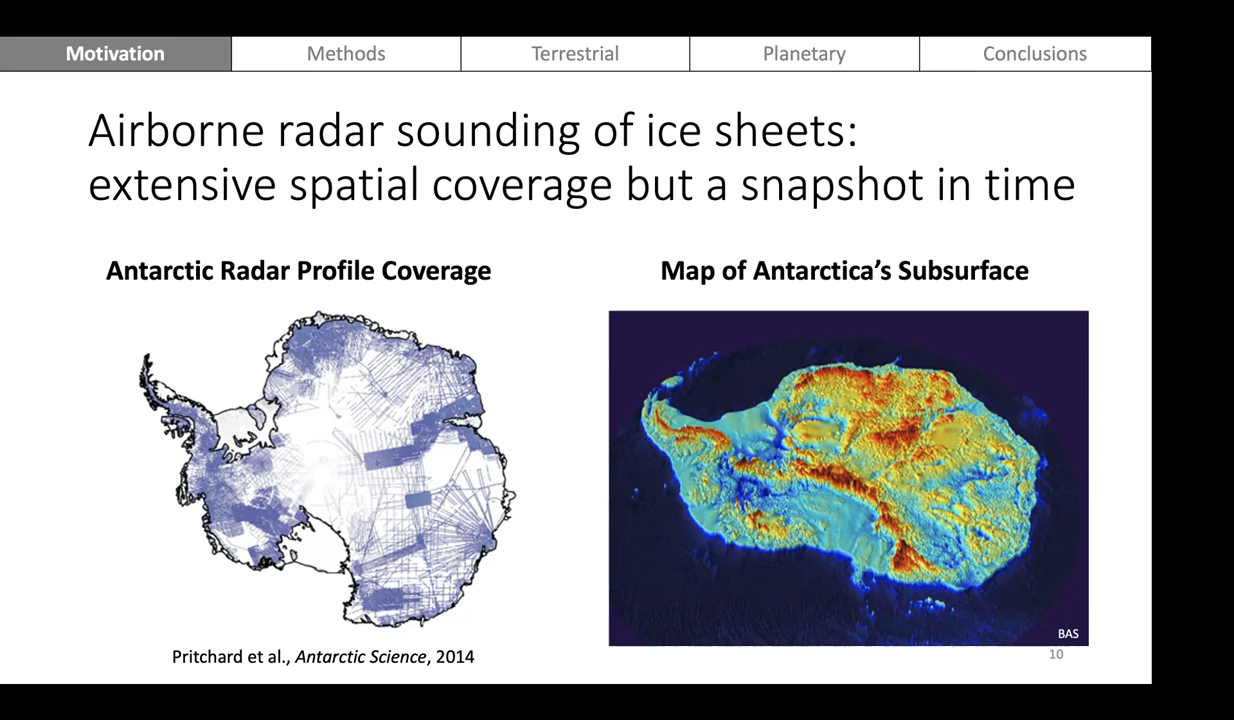 Motivation
Methods
Terrestrial
Planetary
Conclusions
Airborne radar sounding of ice sheets:
extensive spatial coverage but a snapshot in time
Antarctic Radar Profile Coverage
Map of Antarctica’s Subsurface
BAS
Pritchard et al., Antarctic Science, 2014
10